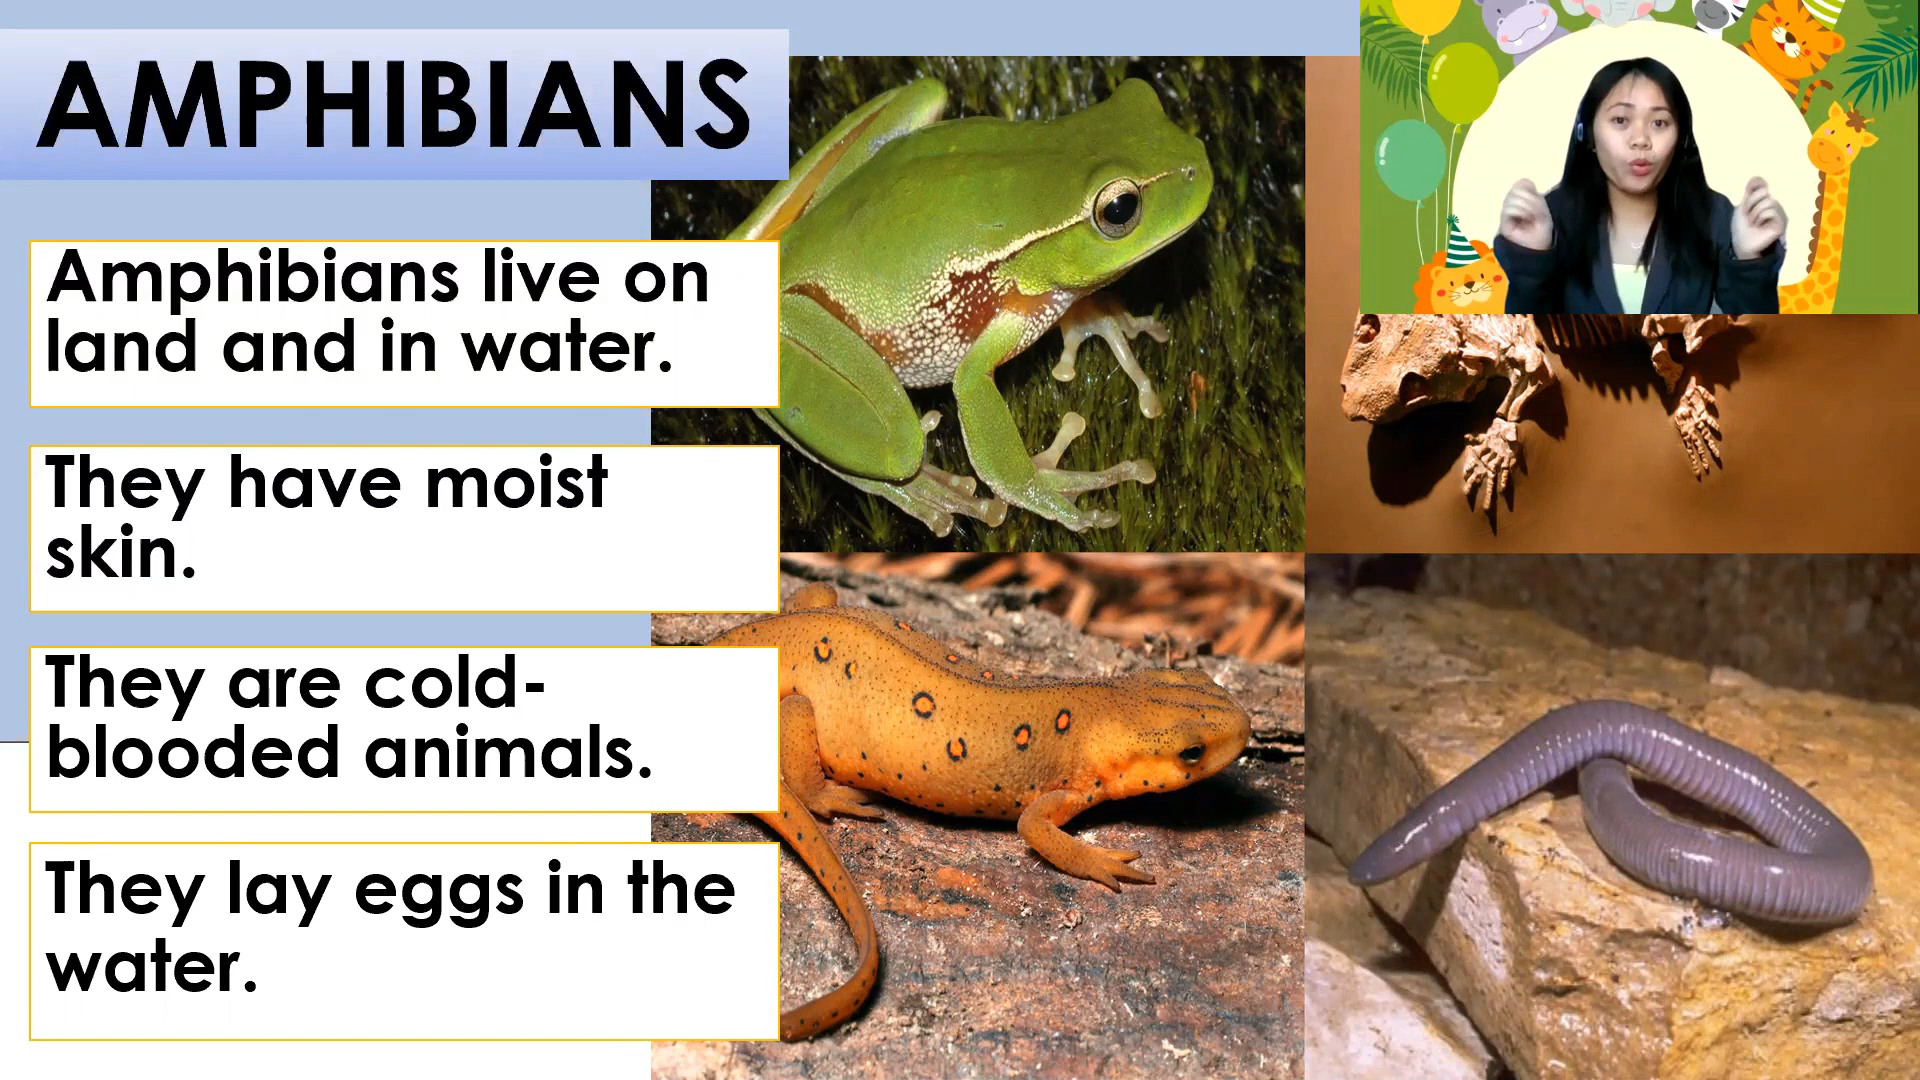 AMPHIBIANS
Amphibians live on
land and in water.
They have moist
skin.
They are cold-
blooded animals.
They lay eggs in the
water.